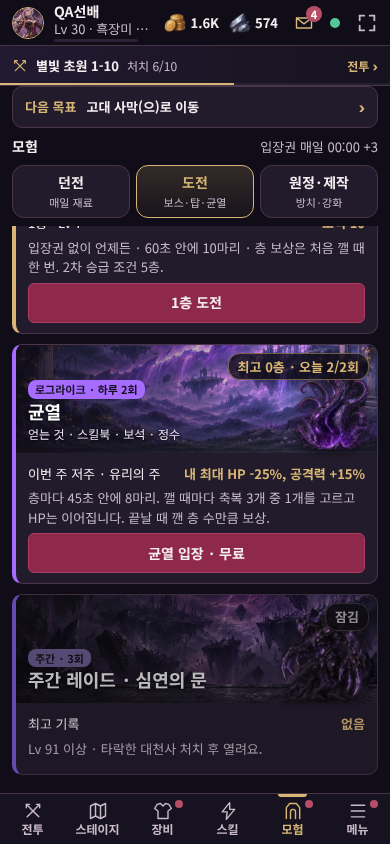 QA선배
Lv 30 · 흑장미 ···
1.6K
574
4
별빛 초원 1-10 처치 6/10
전투 ›
다음 목표 고대 사막(으)로 이동 ›
모험
입장권 매일 00:00 +3
던전
매일 재료
도전
보스·탑·균열
원정·제작
방치·강화
입장권 없이 언제든 · 60초 안에 10마리 · 층 보상은 처음 깰 때
한 번. 2차 승급 조건 5층.
1층 도전
최고 0층 · 오늘 2/2회
로그라이크 · 하루 2회
균열
얻는 것 · 스킬북 · 보석 · 정수
이번 주 저주 · 유리의 주
내 최대 HP -25%, 공격력 +15%
층마다 45초 안에 8마리. 깰 때마다 축복 3개 중 1개를 고르고
HP는 이어집니다. 끝날 때 깬 층 수만큼 보상.
균열 입장 · 무료
잠김
주간 · 3회
주간 레이드 · 심연의 문
최고 기록
없음
Lv 91 이상 · 타락한 대천사 처치 후 열려요.
전투
스테이지
장비
스킬
모험
메뉴